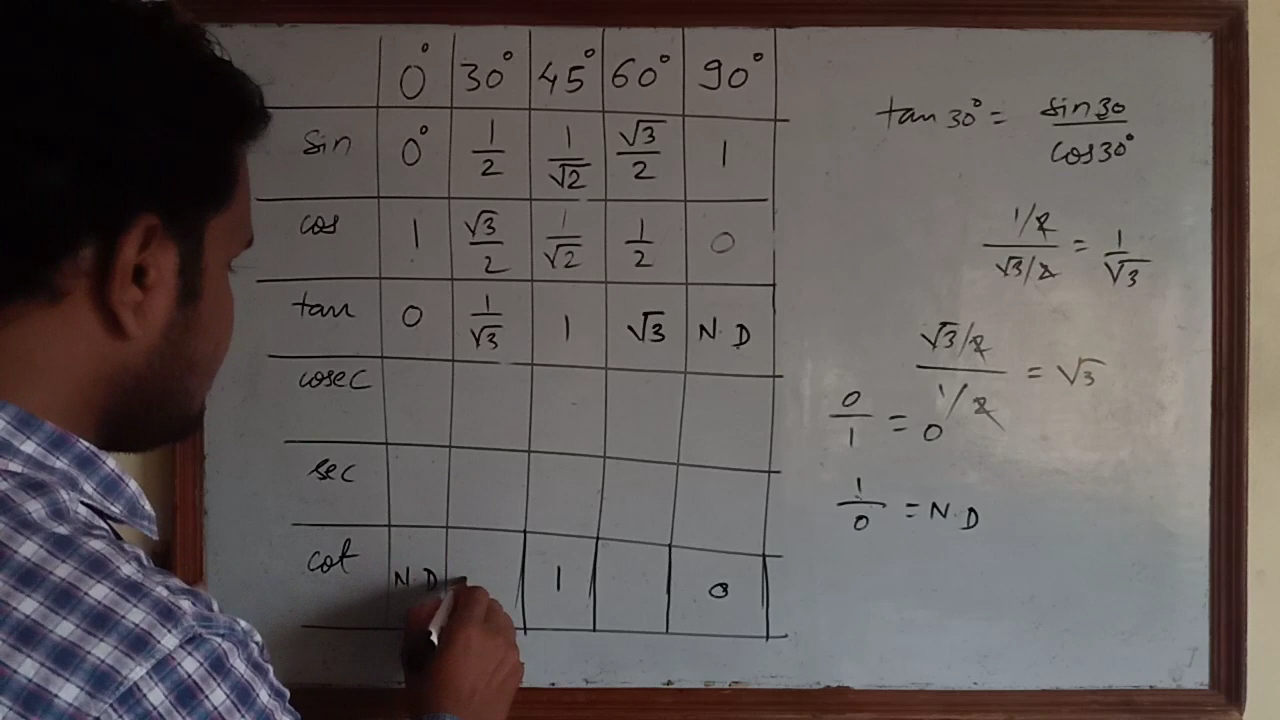 0° 30° 45° 60° 90°
sin 0° 1/2 1/√2 √3/2 1
cos 1 √3/2 1/√2 1/2 0
tan 0 1/√3 1 √3 N.D
cosec
sec
cot N.D 1 0
tan 30° = sin30/cos30°
1/2 / √3/2 = 1/√3
√3/2 / 1/2 = √3
0/1 = 0
1/0 = N.D